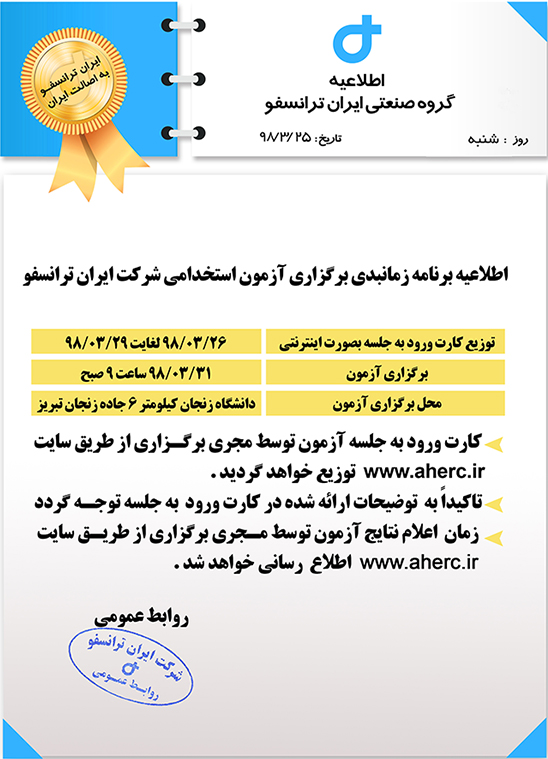 ایران ترانسفو
به اصالت ایران
اطلاعیه
گروه صنعتی ایران ترانسفو
روز : شنبه
تاریخ: ۹۸/۳/۲۵
اطلاعیه برنامه زمانبدی برگزاری آزمون استخدامی شرکت ایران ترانسفو
توزیع کارت ورود به جلسه بصورت اینترنتی ۹۸/۰۳/۲۶ لغایت ۹۸/۰۳/۲۹
برگزاری آزمون ۹۸/۰۳/۳۱ ساعت ۹ صبح
محل برگزاری آزمون دانشگاه زنجان کیلومتر ۶ جاده زنجان تبریز
کارت ورود به جلسه آزمون توسط مجری برگزاری از طریق سایت
www.aherc.ir توزیع خواهد گردید .
تاکیداً به توضیحات ارائه شده در کارت ورود به جلسه توجه گردد
زمان اعلام نتایج آزمون توسط مجری برگزاری از طریق سایت
www.aherc.ir اطلاع رسانی خواهد شد .
روابط عمومی
شرکت ایران ترانسفو
روابط عمومی